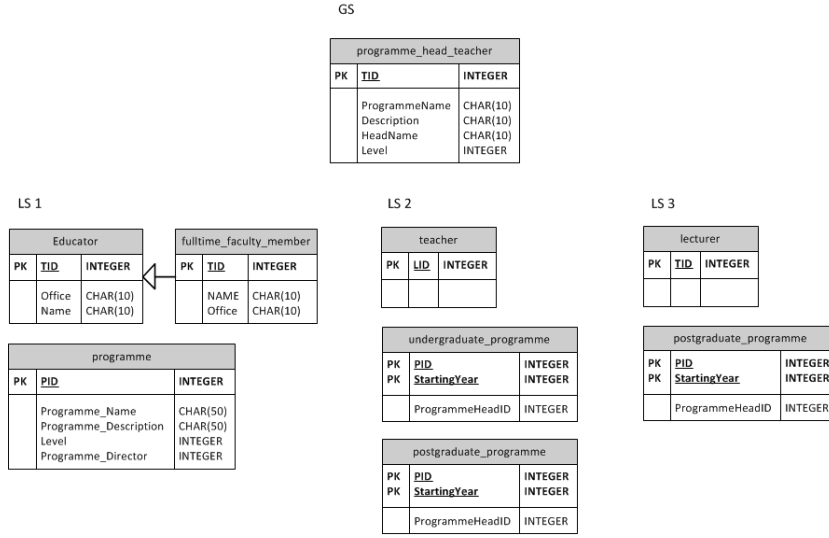 GS
programme_head_teacher
PK TID INTEGER
ProgrammeName CHAR(10)
Description CHAR(10)
HeadName CHAR(10)
Level INTEGER
LS 1
Educator
PK TID INTEGER
Office CHAR(10)
Name CHAR(10)
fulltime_faculty_member
PK TID INTEGER
NAME CHAR(10)
Office CHAR(10)
programme
PK PID INTEGER
Programme_Name CHAR(50)
Programme_Description CHAR(50)
Level INTEGER
Programme_Director INTEGER
LS 2
teacher
PK LID INTEGER
undergraduate_programme
PK PID INTEGER
PK StartingYear INTEGER
ProgrammeHeadID INTEGER
postgraduate_programme
PK PID INTEGER
PK StartingYear INTEGER
ProgrammeHeadID INTEGER
LS 3
lecturer
PK TID INTEGER
postgraduate_programme
PK PID INTEGER
PK StartingYear INTEGER
ProgrammeHeadID INTEGER